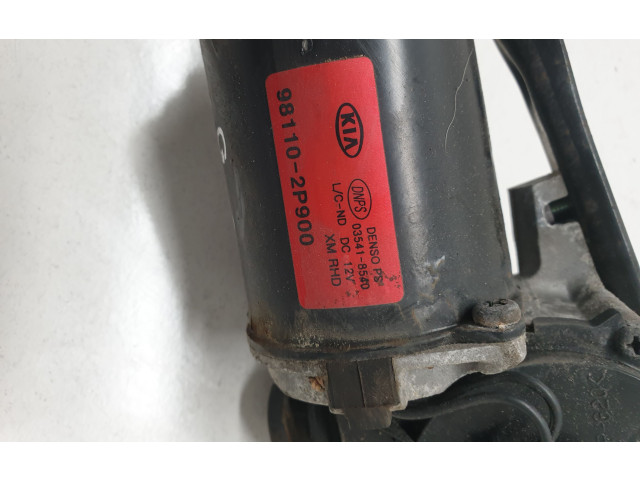 KIA
98110-2P900
DENSO PS
DNPS 03541-8540
L/C-ND DC 12V
XM RHD